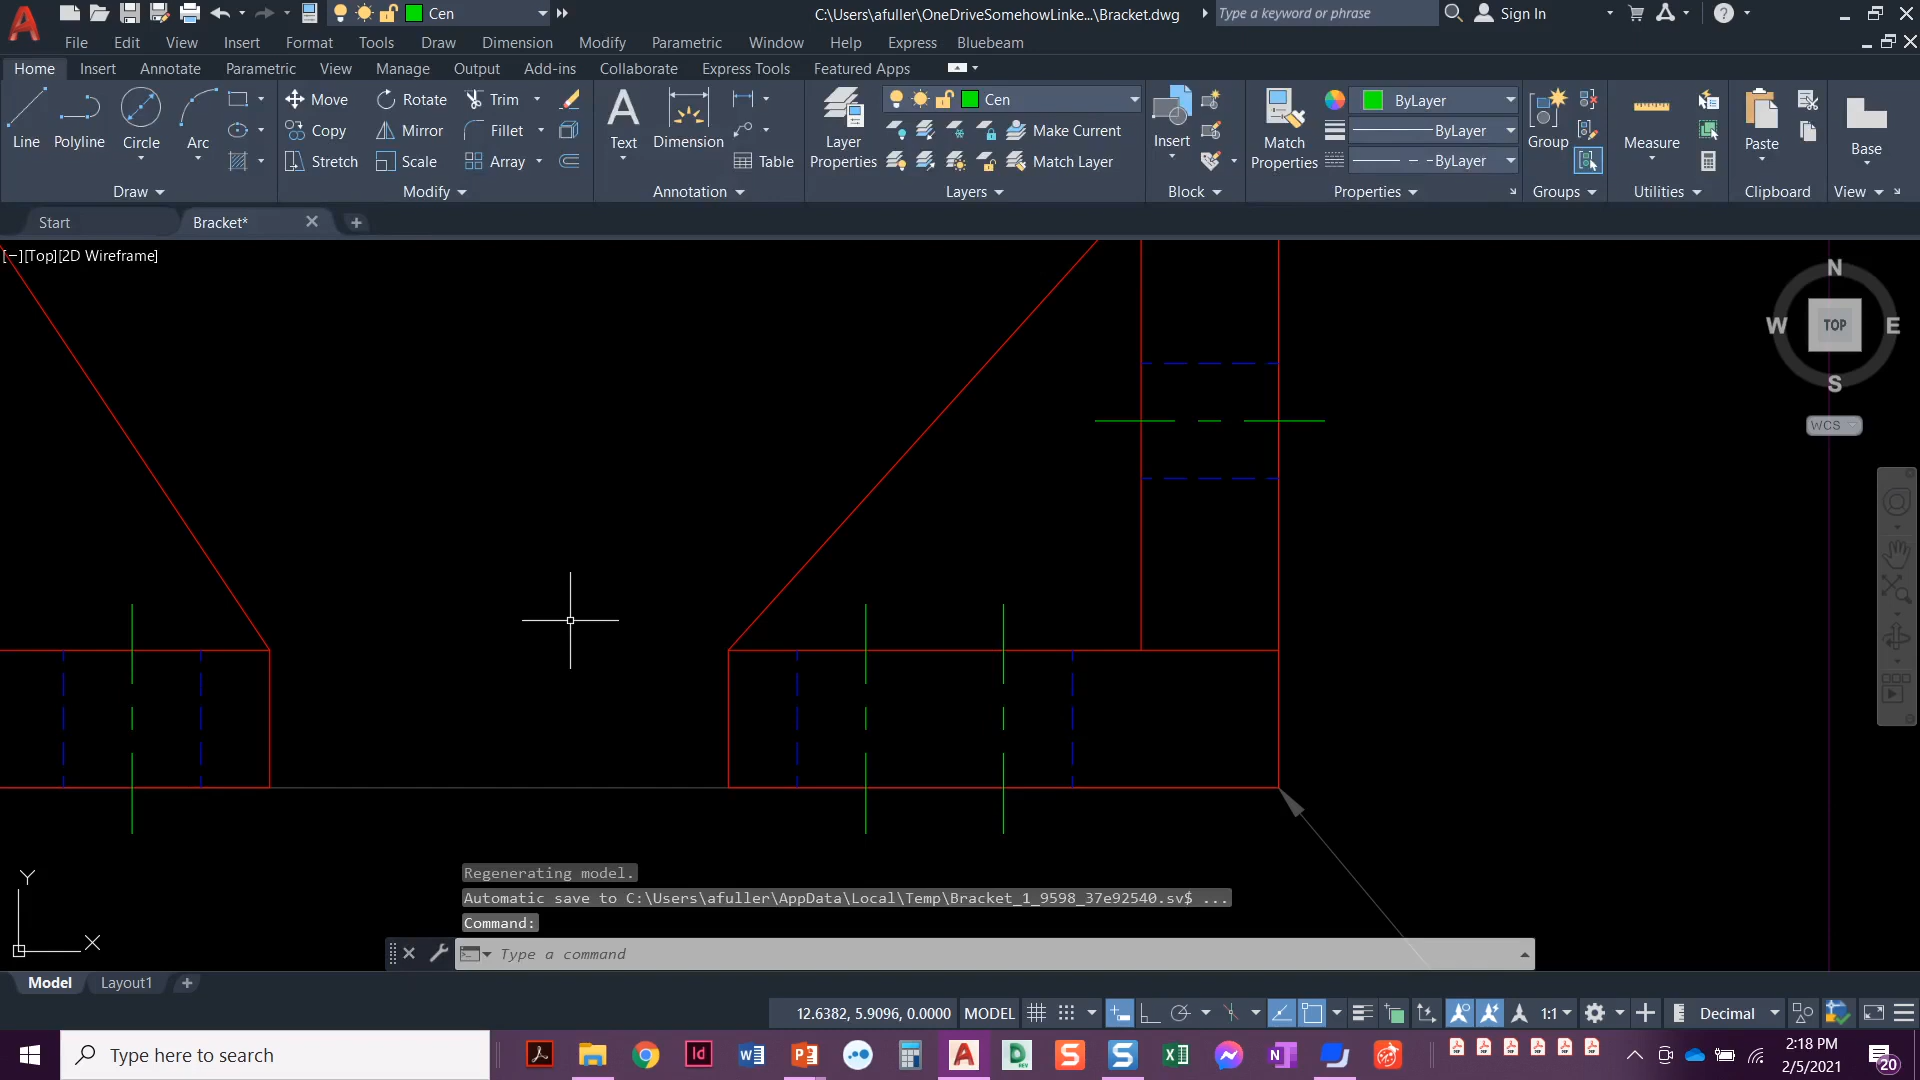 Cen
C:\Users\afuller\OneDriveSomehowLinke...\Bracket.dwg
Type a keyword or phrase
Sign In
File Edit View Insert Format Tools Draw Dimension Modify Parametric Window Help Express Bluebeam
Home Insert Annotate Parametric View Manage Output Add-ins Collaborate Express Tools Featured Apps
Line Polyline Circle Arc
Move Rotate Trim
Copy Mirror Fillet
Stretch Scale Array
Text Dimension Table
Layer Properties
Cen
Make Current
Match Layer
Insert
Match Properties
ByLayer
ByLayer
ByLayer
Group
Measure
Paste
Base
Draw Modify Annotation Layers Block Properties Groups Utilities Clipboard View
Start Bracket*
[−][Top][2D Wireframe]
N
W TOP E
S
WCS
Regenerating model.
Automatic save to C:\Users\afuller\AppData\Local\Temp\Bracket_1_9598_37e92540.sv$ ...
Command:
Type a command
Y
X
Model Layout1
12.6382, 5.9096, 0.0000 MODEL 1:1 Decimal
Type here to search
2:18 PM
2/5/2021
20